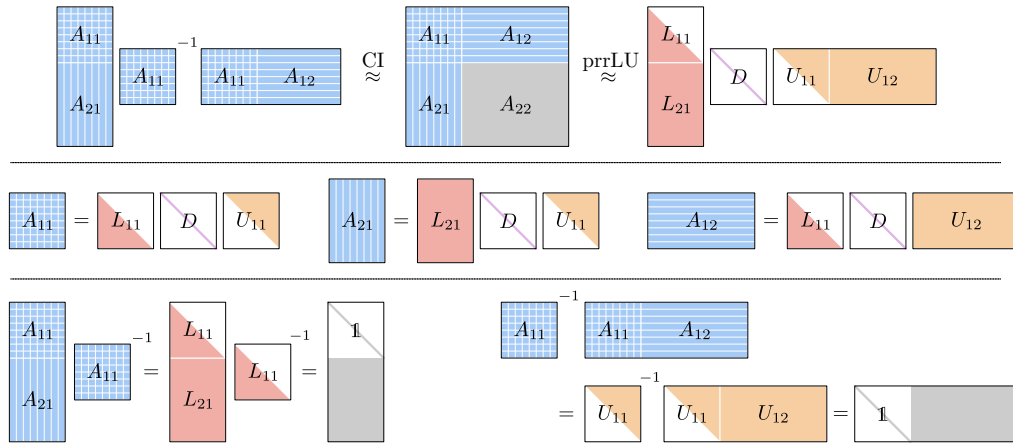 A₁₁ A₂₁ A₁₁ −1 A₁₁ A₁₂ CI ≈ A₁₁ A₁₂ A₂₁ A₂₂ prrLU ≈ L₁₁ L₂₁ D U₁₁ U₁₂
A₁₁ = L₁₁ D U₁₁ A₂₁ = L₂₁ D U₁₁ A₁₂ = L₁₁ D U₁₂
A₁₁ A₂₁ A₁₁ −1 = L₁₁ L₂₁ L₁₁ −1 = 𝟙
A₁₁ −1 A₁₁ A₁₂
= U₁₁ −1 U₁₁ U₁₂ = 𝟙